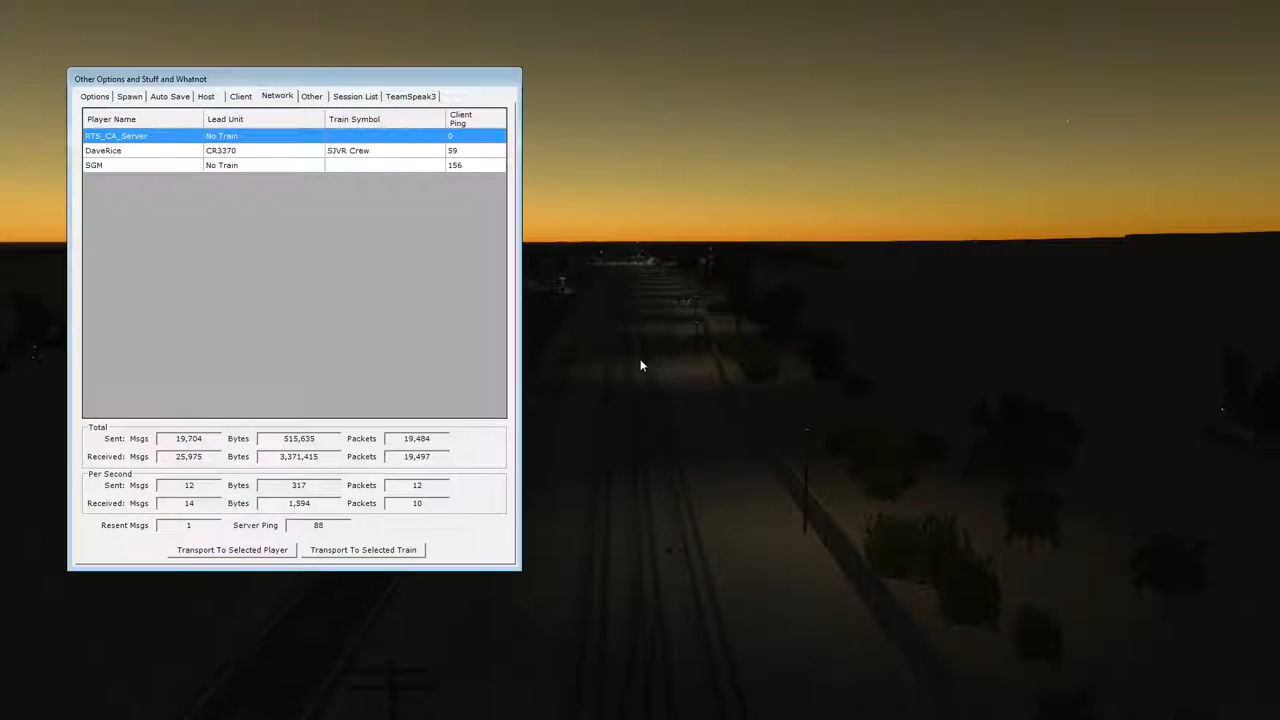 Other Options and Stuff and Whatnot
Options Spawn Auto Save Host Client Network Other Session List TeamSpeak3
Player Name Lead Unit Train Symbol Client Ping
RTS_CA_Server No Train 0
DaveRice CR3370 SJVR Crew 59
SGM No Train 156
Total
Sent: Msgs 19,704 Bytes 515,635 Packets 19,484
Received: Msgs 25,975 Bytes 3,371,415 Packets 19,497
Per Second
Sent: Msgs 12 Bytes 317 Packets 12
Received: Msgs 14 Bytes 1,594 Packets 10
Resent Msgs 1 Server Ping 88
Transport To Selected Player Transport To Selected Train